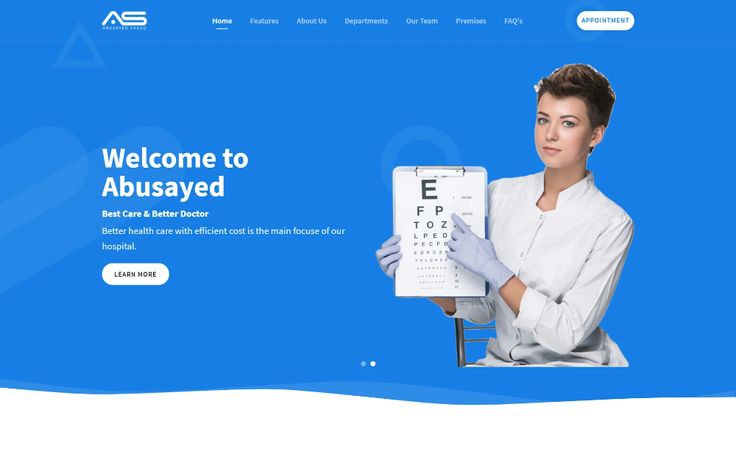 AS
ABUSAYED SHUVO
Home
Features
About Us
Departments
Our Team
Premises
FAQ's
APPOINTMENT
Welcome to
Abusayed
Best Care & Better Doctor
Better health care with efficient cost is the main focuse of our
hospital.
LEARN MORE
E
F P
T O Z
L P E D
P E C F D
E D F C Z P